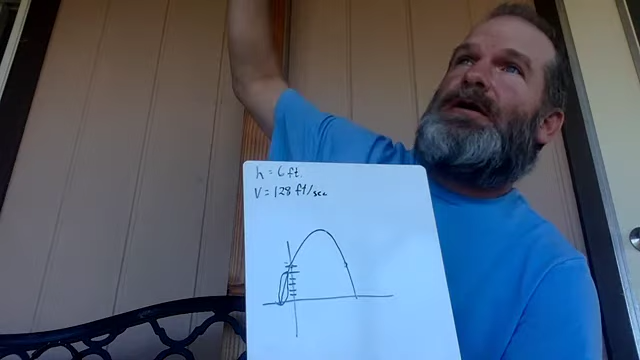 h = 6 ft.
V = 128 ft/sec